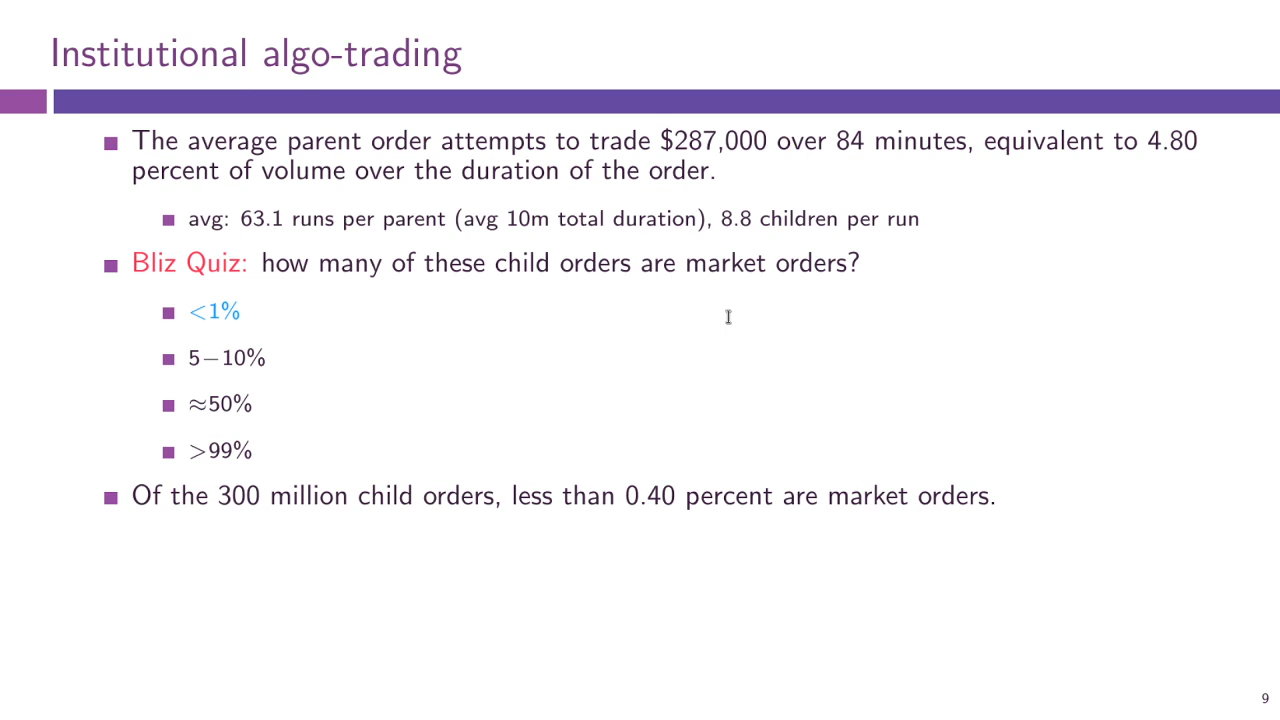 Institutional algo-trading
The average parent order attempts to trade $287,000 over 84 minutes, equivalent to 4.80
percent of volume over the duration of the order.
avg: 63.1 runs per parent (avg 10m total duration), 8.8 children per run
Bliz Quiz: how many of these child orders are market orders?
<1%
5−10%
≈50%
>99%
Of the 300 million child orders, less than 0.40 percent are market orders.
9